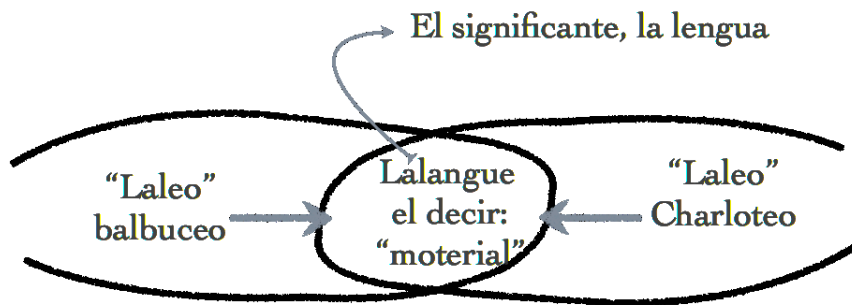 El significante, la lengua
“Laleo”
balbuceo
Lalangue
el decir:
“moterial”
“Laleo”
Charloteo